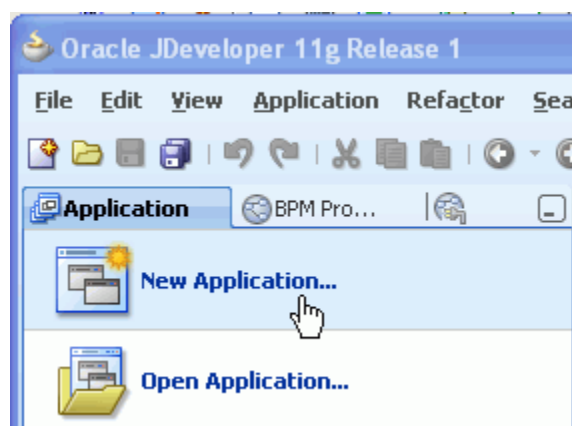 Oracle JDeveloper 11g Release 1
File Edit View Application Refactor Sea
Application BPM Pro...
New Application...
Open Application...